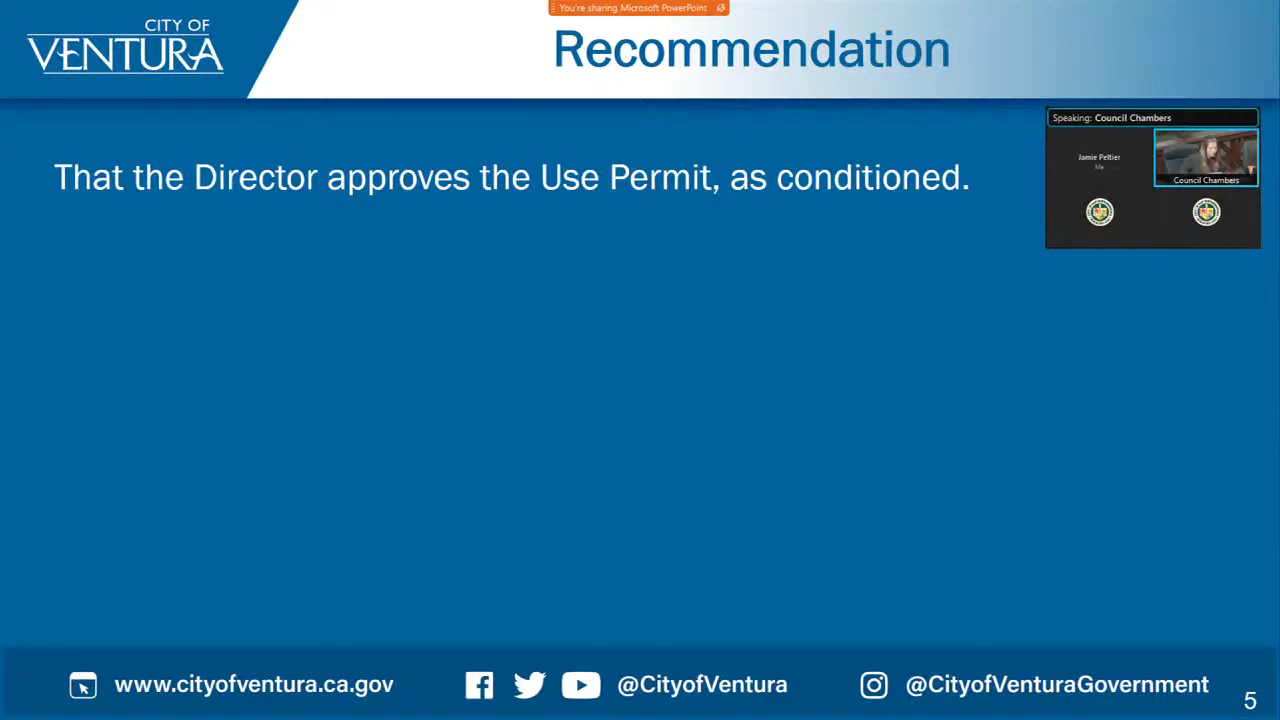 You're sharing Microsoft PowerPoint
CITY OF
VENTURA
Recommendation
Speaking: Council Chambers
Jamie Peltier
Me
Council Chambers
That the Director approves the Use Permit, as conditioned.
www.cityofventura.ca.gov
@CityofVentura
@CityofVenturaGovernment
5